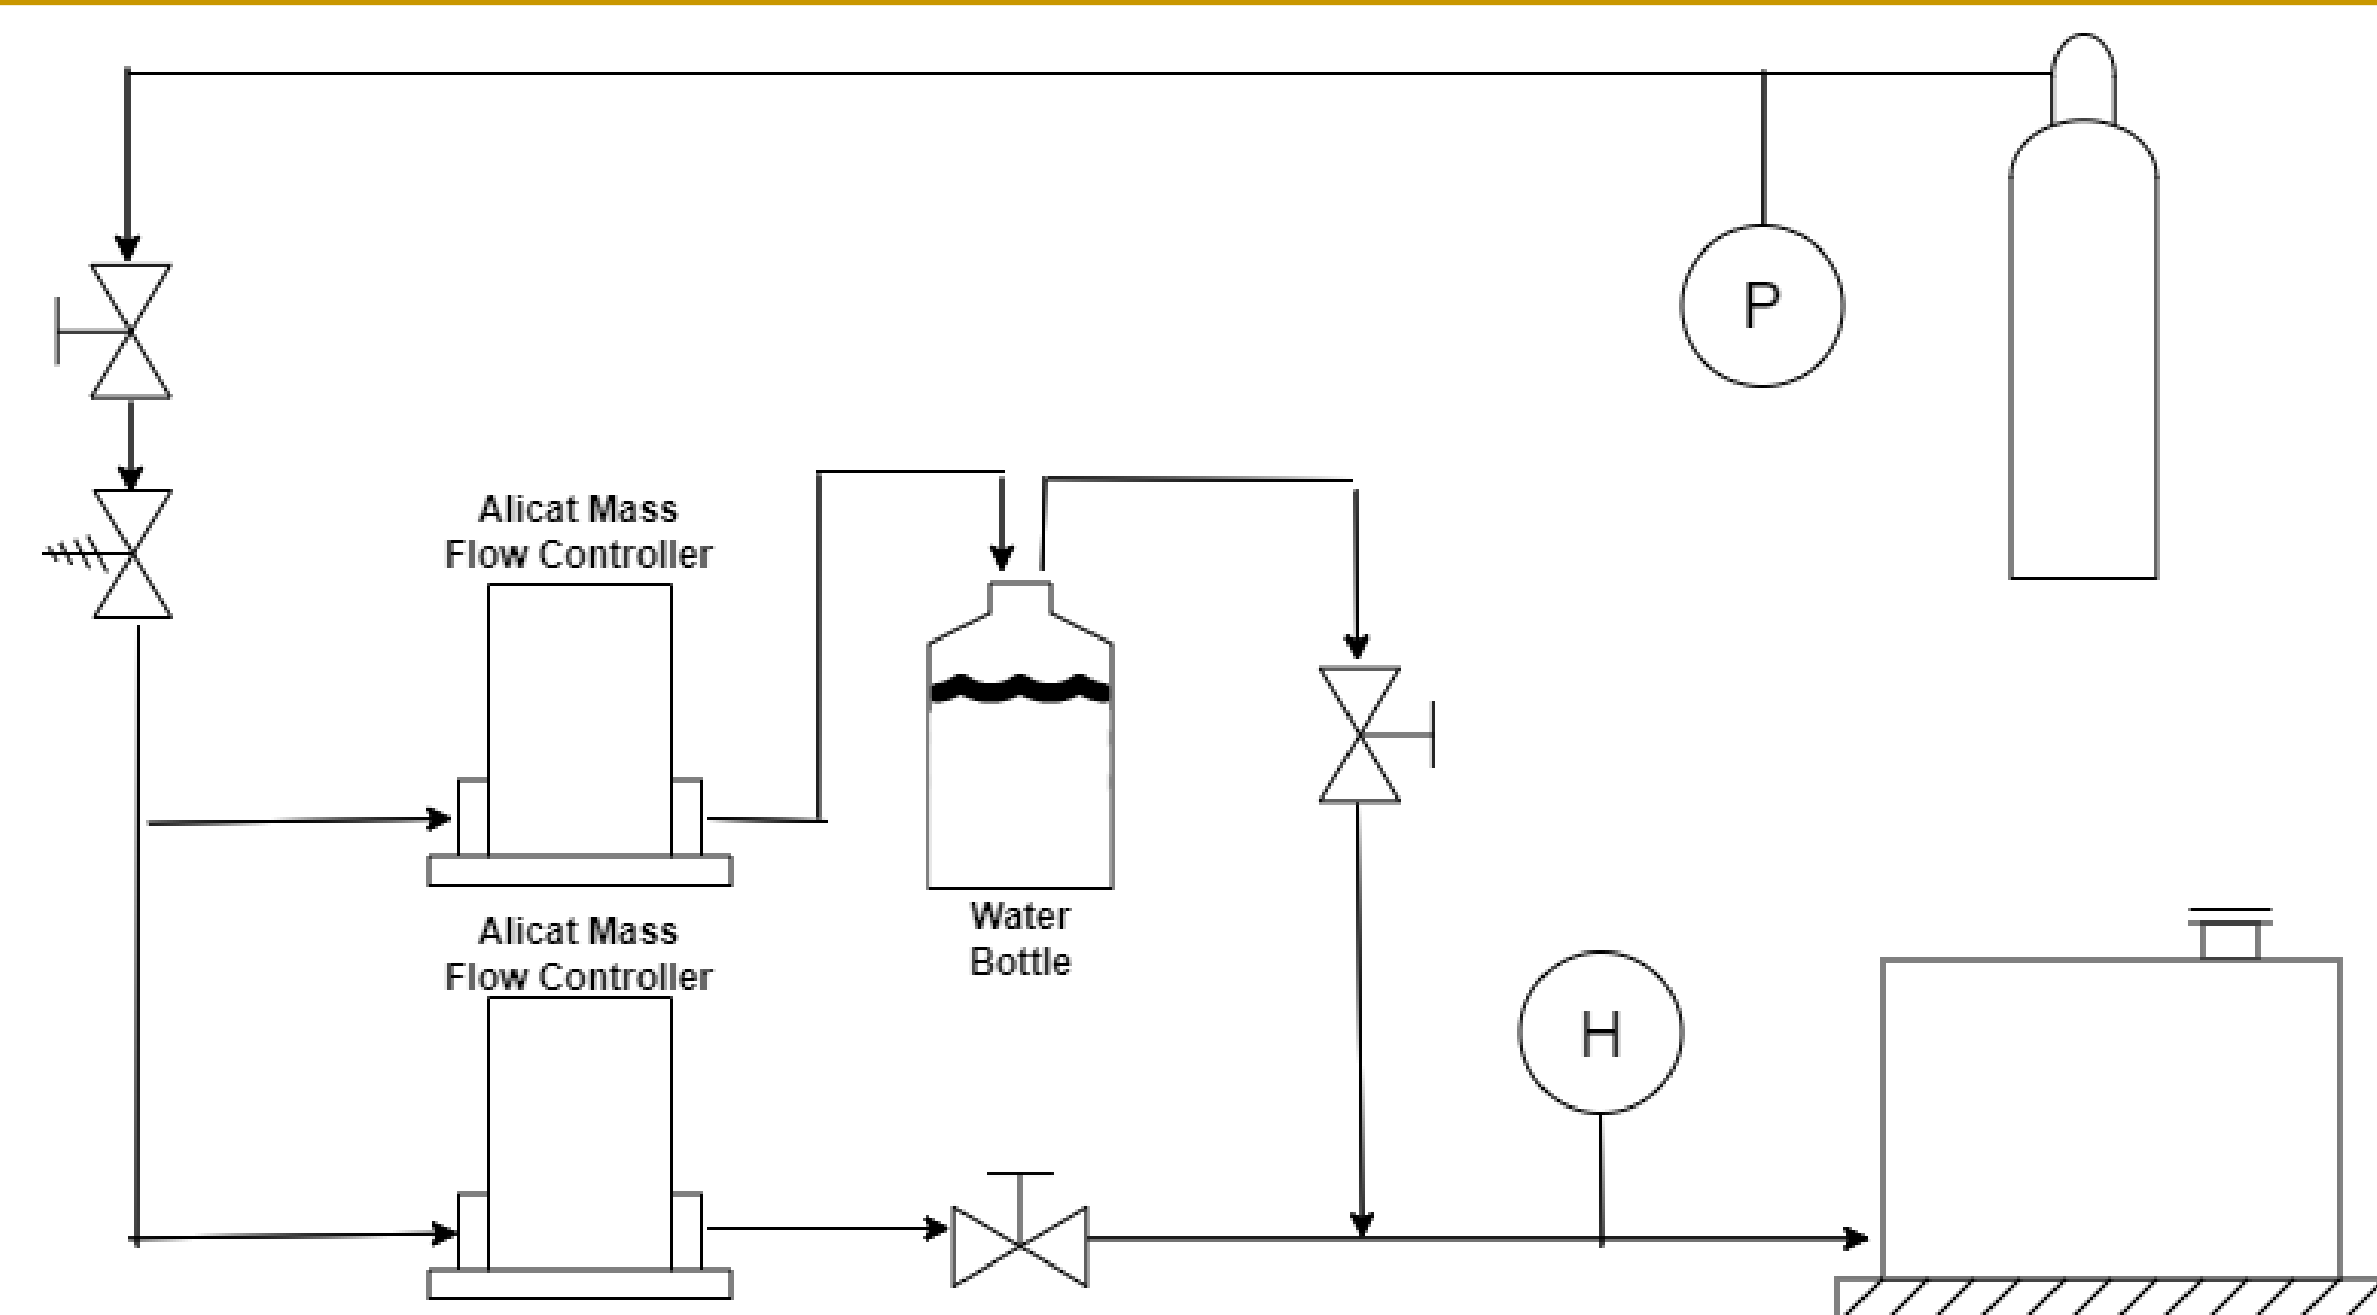 P
Alicat Mass
Flow Controller
Water
Bottle
Alicat Mass
Flow Controller
H